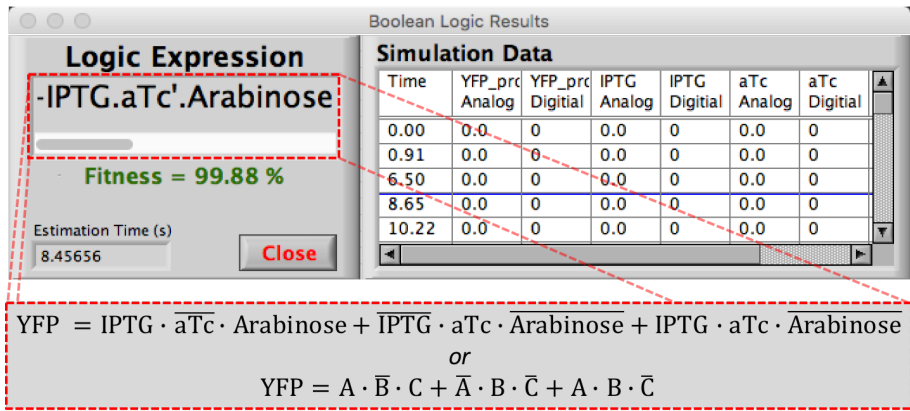 Boolean Logic Results
Logic Expression
-IPTG.aTc'.Arabinose
Fitness = 99.88 %
Estimation Time (s)
8.45656
Close
Simulation Data
Time YFP_prc Analog YFP_prc Digitial IPTG Analog IPTG Digitial aTc Analog aTc Digitial
0.00 0.0 0 0.0 0 0.0 0
0.91 0.0 0 0.0 0 0.0 0
6.50 0.0 0 0.0 0 0.0 0
8.65 0.0 0 0.0 0 0.0 0
10.22 0.0 0 0.0 0 0.0 0
YFP = IPTG · a̅T̅c̅ · Arabinose + I̅P̅T̅G̅ · aTc · A̅r̅a̅b̅i̅n̅o̅s̅e̅ + IPTG · aTc · A̅r̅a̅b̅i̅n̅o̅s̅e̅
or
YFP = A · B̅ · C + A̅ · B · C̅ + A · B · C̅